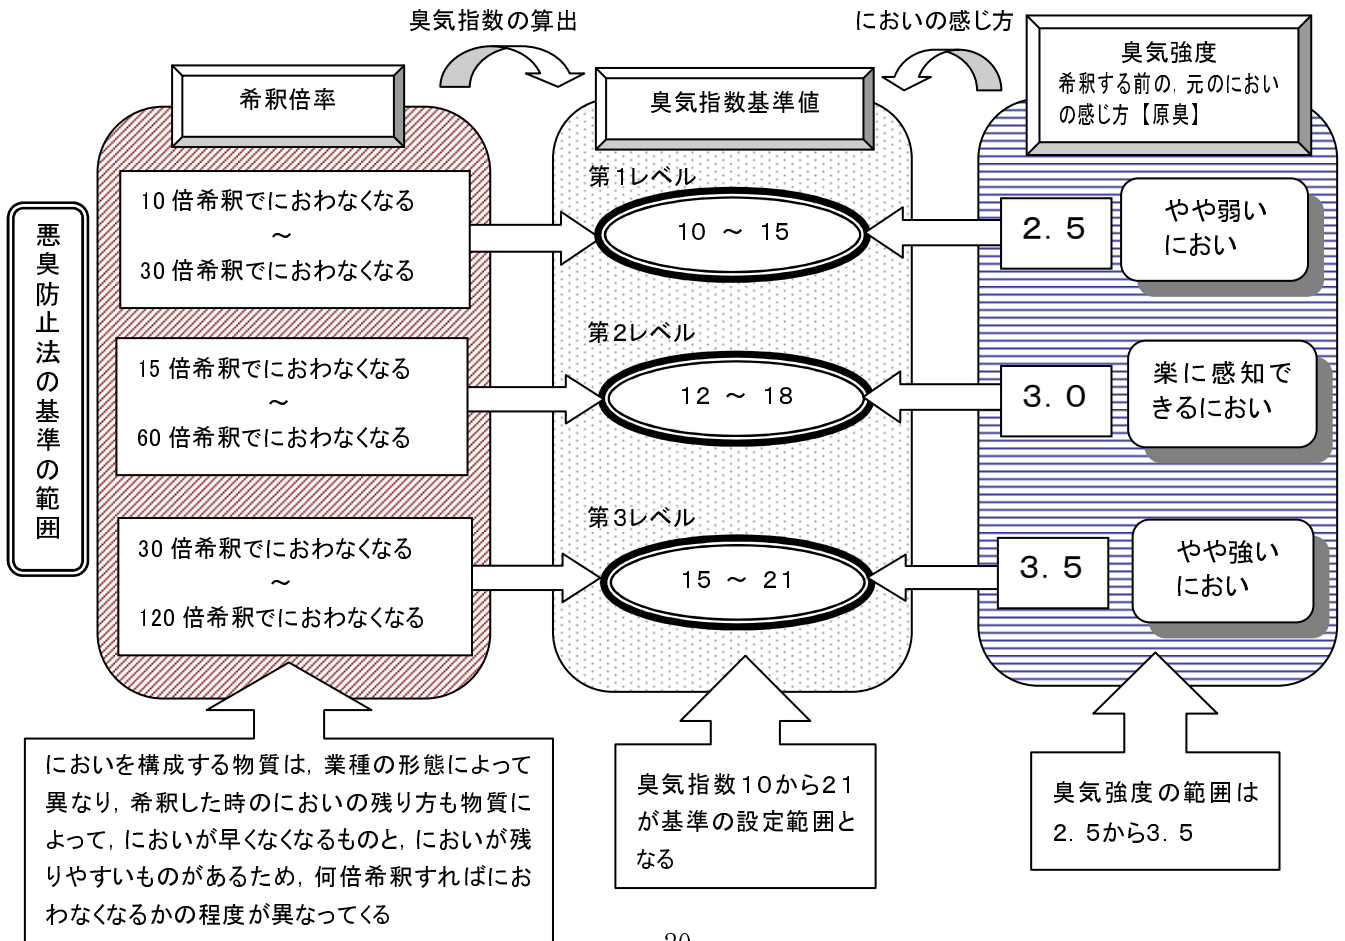 臭気指数の算出
においの感じ方
希釈倍率
臭気指数基準値
臭気強度
希釈する前の，元のにおい
の感じ方【原臭】
悪臭防止法の基準の範囲
10 倍希釈でにおわなくなる
～
30 倍希釈でにおわなくなる
第１レベル
10 ～ 15
２．５
やや弱い
におい
15 倍希釈でにおわなくなる
～
60 倍希釈でにおわなくなる
第２レベル
12 ～ 18
３．０
楽に感知で
きるにおい
30 倍希釈でにおわなくなる
～
120 倍希釈でにおわなくなる
第３レベル
15 ～ 21
３．５
やや強い
におい
においを構成する物質は，業種の形態によって
異なり，希釈した時のにおいの残り方も物質に
よって，においが早くなくなるものと，においが残
りやすいものがあるため，何倍希釈すればにお
わなくなるかの程度が異なってくる
臭気指数１０から２１
が基準の設定範囲と
なる
臭気強度の範囲は
２．５から３．５